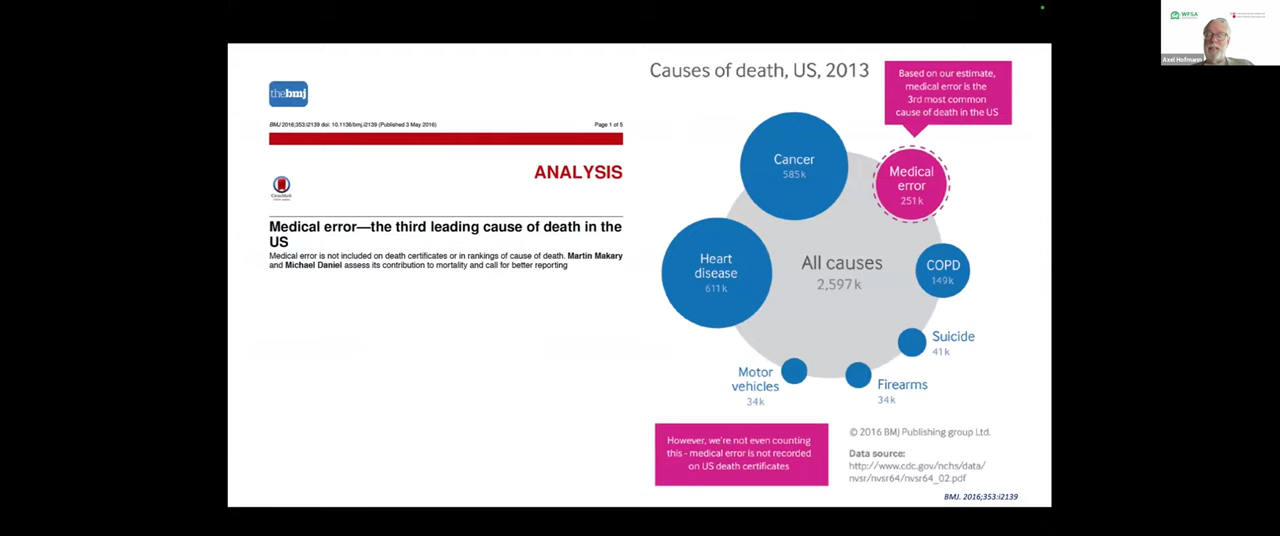 WFSA
Axel Hofmann
thebmj
BMJ 2016;353:i2139 doi: 10.1136/bmj.i2139 (Published 3 May 2016)
Page 1 of 5
ANALYSIS
Medical error—the third leading cause of death in the
US
Medical error is not included on death certificates or in rankings of cause of death. Martin Makary
and Michael Daniel assess its contribution to mortality and call for better reporting
Causes of death, US, 2013
Based on our estimate,
medical error is the
3rd most common
cause of death in the US
Cancer
585k
Medical
error
251k
Heart
disease
611k
All causes
2,597k
COPD
149k
Suicide
41k
Motor
vehicles
34k
Firearms
34k
However, we're not even counting
this - medical error is not recorded
on US death certificates
© 2016 BMJ Publishing group Ltd.
Data source:
http://www.cdc.gov/nchs/data/
nvsr/nvsr64/nvsr64_02.pdf
BMJ. 2016;353:i2139